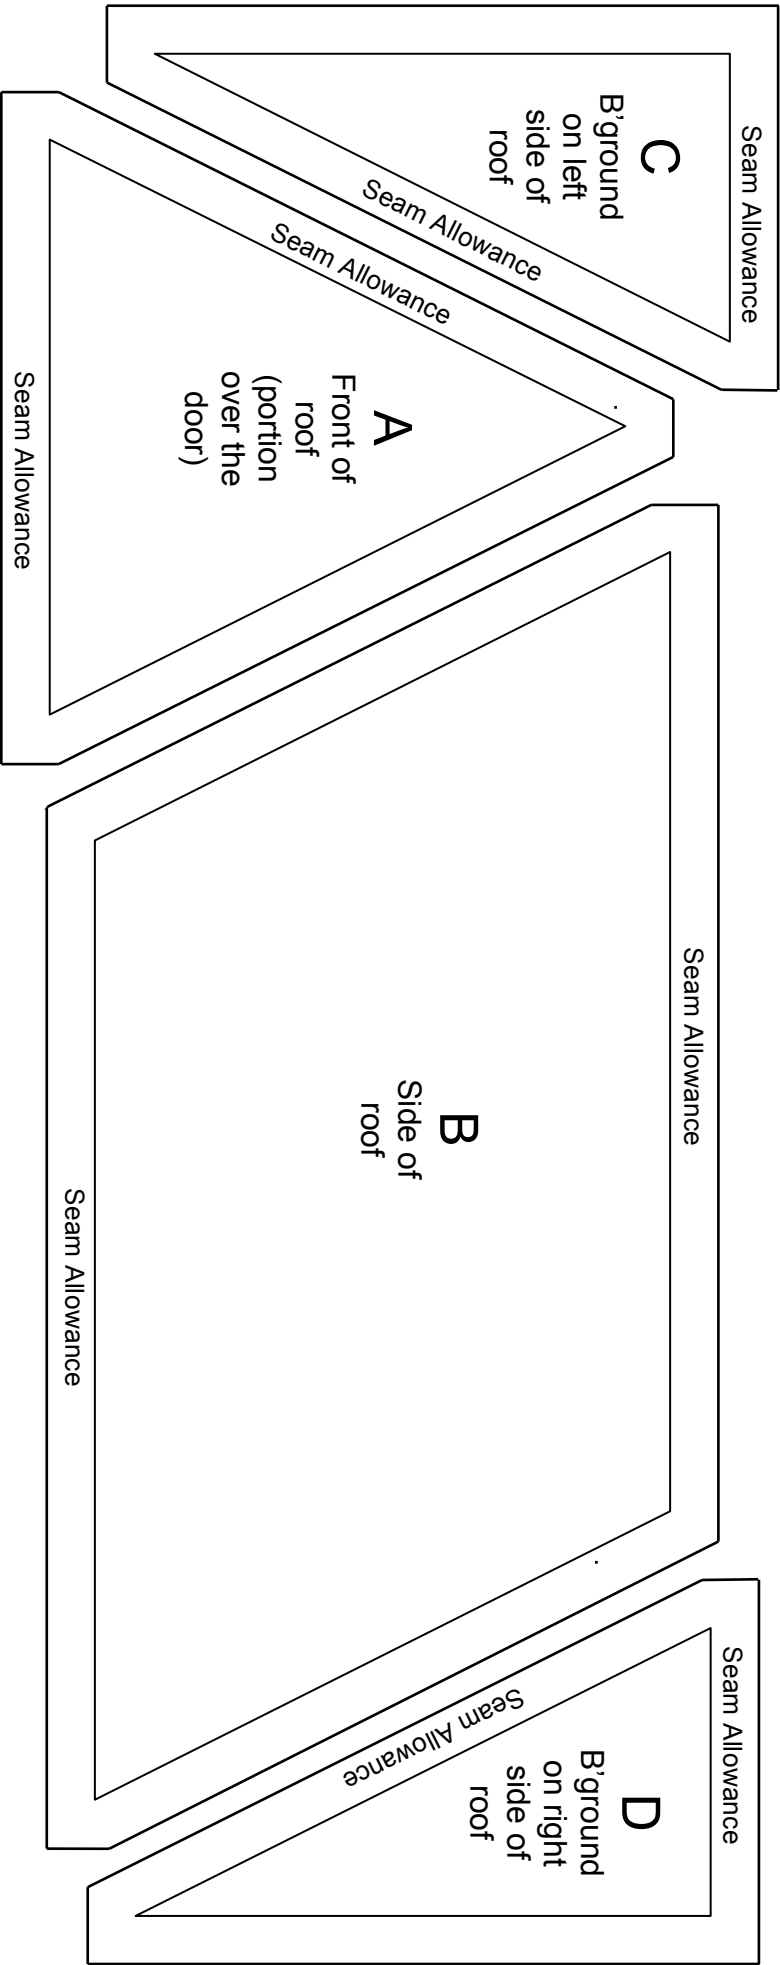 Seam Allowance
C
B'ground
on left
side of
roof
Seam Allowance
Seam Allowance
A
Front of
roof
(portion
over the
door)
Seam Allowance
Seam Allowance
B
Side of
roof
Seam Allowance
Seam Allowance
D
B'ground
on right
side of
roof
Seam Allowance